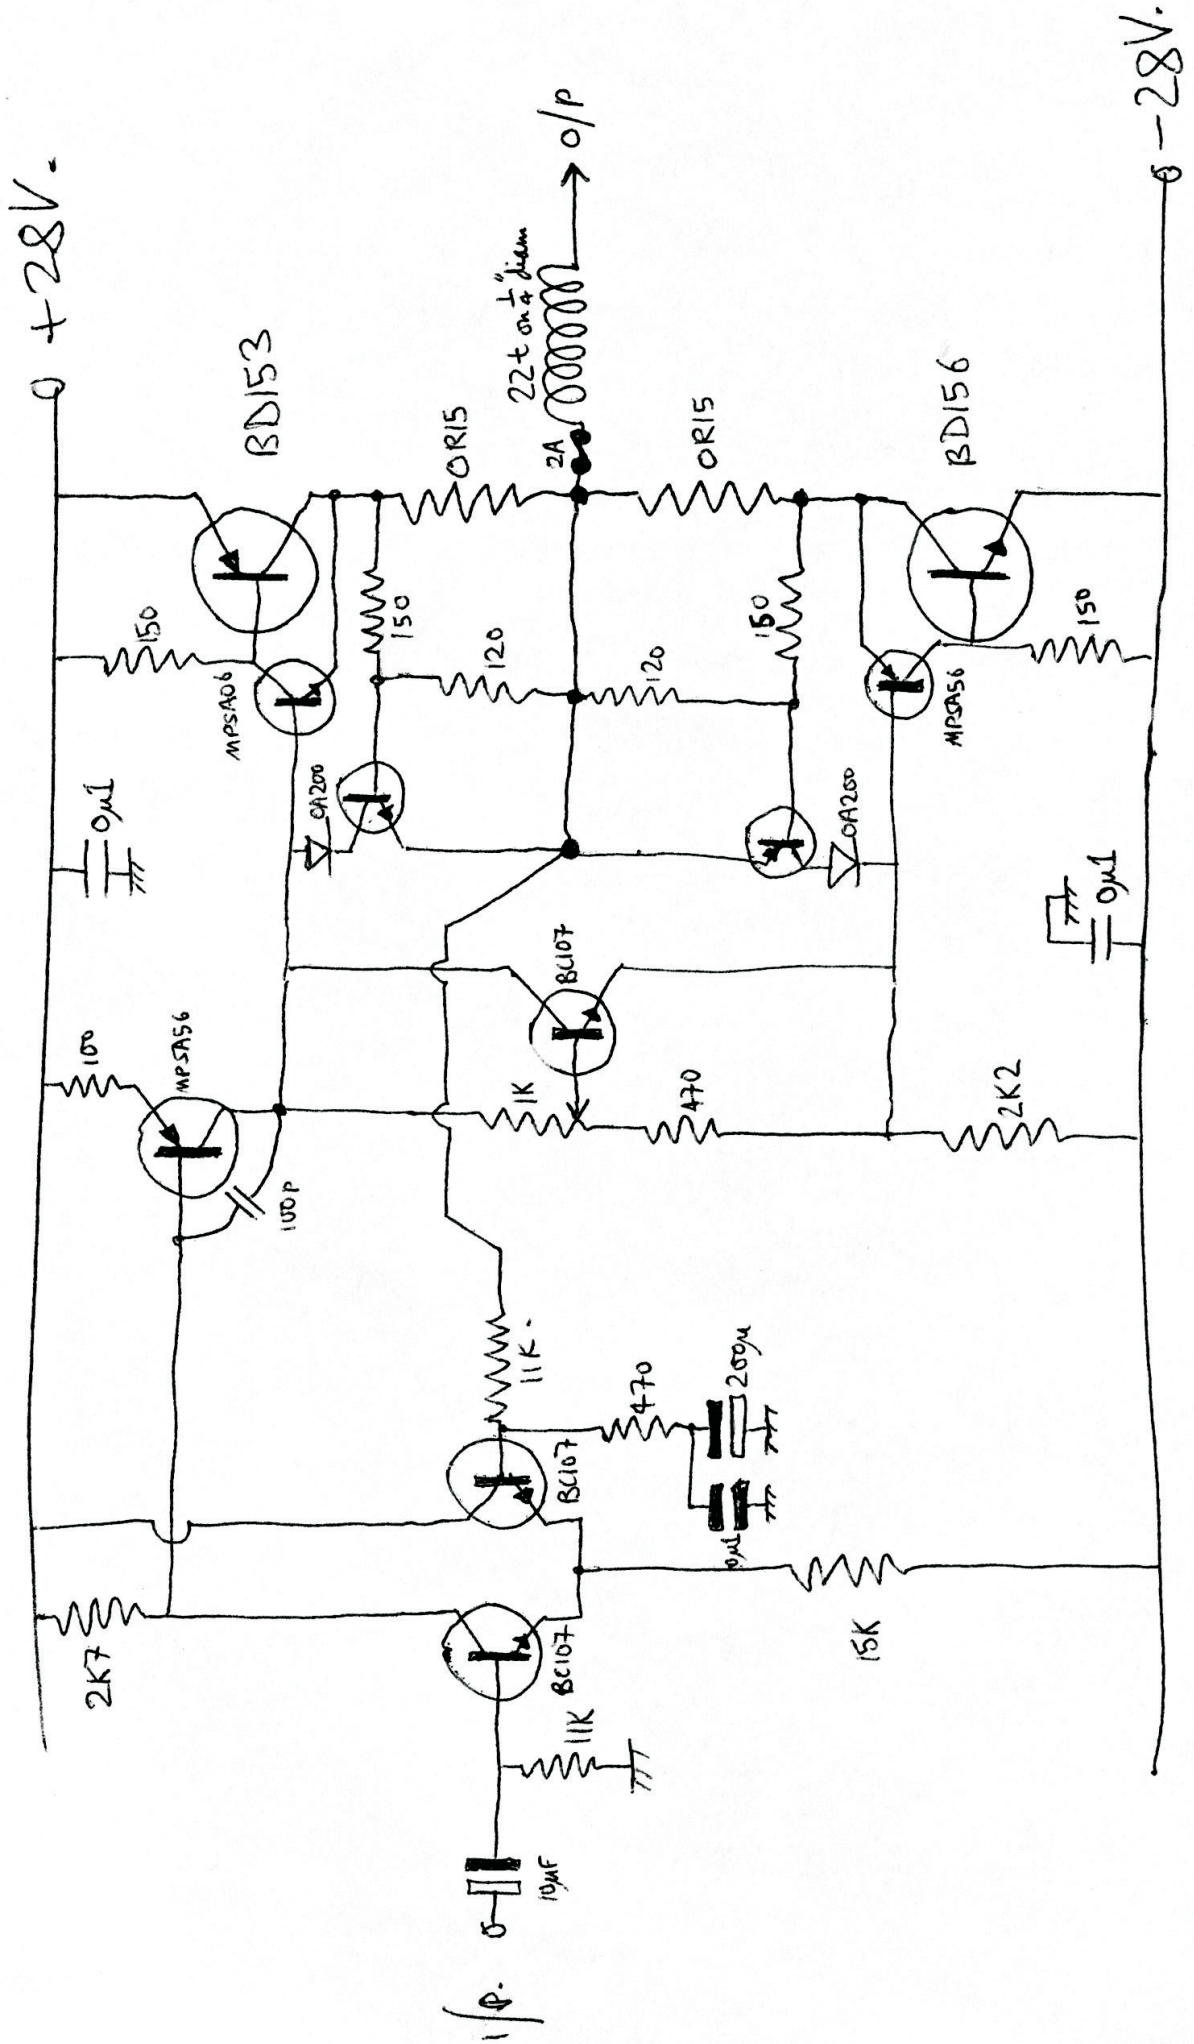 +28V.
BD153
150
MPSA06
0µ1
100
MPSA56
100p
2K7
OA200
150
0R15
22t on 1/4" diam
2A
O/P
120
120
0R15
150
BC107
1K
470
11K.
BC107
BC107
I/P.
10µF
11K
470
200µ
0µ1
15K
2K2
OA200
MPSA56
BD156
150
0µ1
-28V.